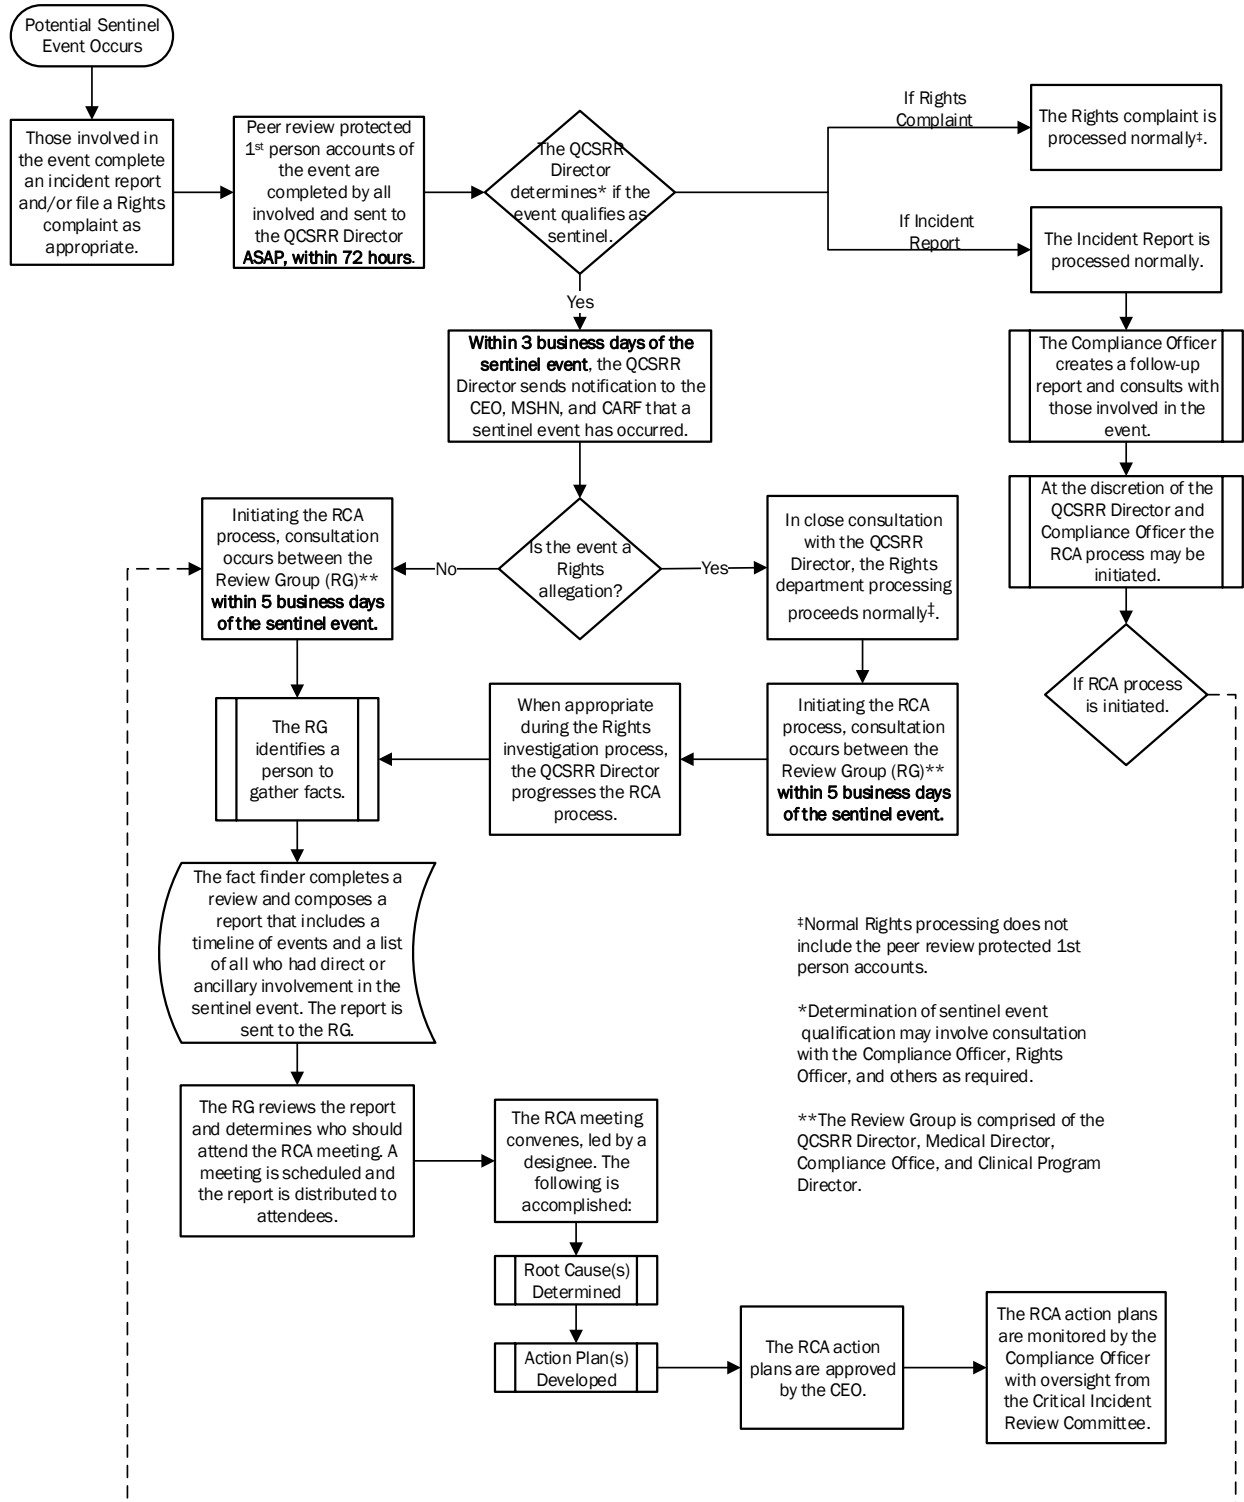 Potential Sentinel
Event Occurs
Those involved in
the event complete
an incident report
and/or file a Rights
complaint as
appropriate.
Peer review protected
1st person accounts of
the event are
completed by all
involved and sent to
the QCSRR Director
ASAP, within 72 hours.
The QCSRR
Director
determines* if the
event qualifies as
sentinel.
If Rights
Complaint
The Rights complaint is
processed normally‡.
If Incident
Report
The Incident Report is
processed normally.
Yes
Within 3 business days of the
sentinel event, the QCSRR
Director sends notification to the
CEO, MSHN, and CARF that a
sentinel event has occurred.
The Compliance Officer
creates a follow-up
report and consults with
those involved in the
event.
At the discretion of the
QCSRR Director and
Compliance Officer the
RCA process may be
initiated.
Initiating the RCA
process, consultation
occurs between the
Review Group (RG)**
within 5 business days
of the sentinel event.
No
Is the event a
Rights
allegation?
Yes
In close consultation
with the QCSRR
Director, the Rights
department processing
proceeds normally‡.
If RCA process
is initiated.
The RG
identifies a
person to
gather facts.
When appropriate
during the Rights
investigation process,
the QCSRR Director
progresses the RCA
process.
Initiating the RCA
process, consultation
occurs between the
Review Group (RG)**
within 5 business days
of the sentinel event.
The fact finder completes a
review and composes a
report that includes a
timeline of events and a list
of all who had direct or
ancillary involvement in the
sentinel event. The report is
sent to the RG.
‡Normal Rights processing does not
include the peer review protected 1st
person accounts.
*Determination of sentinel event
qualification may involve consultation
with the Compliance Officer, Rights
Officer, and others as required.
**The Review Group is comprised of the
QCSRR Director, Medical Director,
Compliance Office, and Clinical Program
Director.
The RG reviews the report
and determines who should
attend the RCA meeting. A
meeting is scheduled and
the report is distributed to
attendees.
The RCA meeting
convenes, led by a
designee. The
following is
accomplished:
Root Cause(s)
Determined
Action Plan(s)
Developed
The RCA action
plans are approved
by the CEO.
The RCA action plans
are monitored by the
Compliance Officer
with oversight from
the Critical Incident
Review Committee.